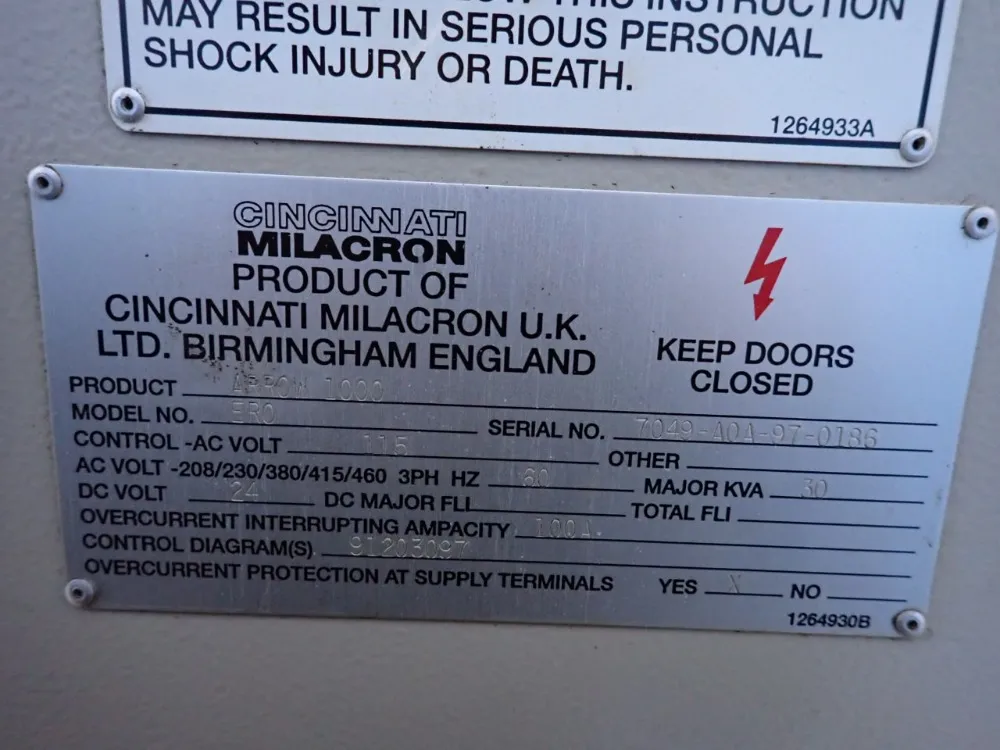 THIS INSTRUCTION
MAY RESULT IN SERIOUS PERSONAL
SHOCK INJURY OR DEATH.
1264933A
CINCINNATI
MILACRON
PRODUCT OF
CINCINNATI MILACRON U.K.
LTD. BIRMINGHAM ENGLAND
KEEP DOORS
CLOSED
PRODUCT ARROW 1000
MODEL NO. ERO SERIAL NO. 7049-A0A-97-0186
CONTROL -AC VOLT 115 OTHER
AC VOLT -208/230/380/415/460 3PH HZ 60 MAJOR KVA 30
DC VOLT 24 DC MAJOR FLI TOTAL FLI
OVERCURRENT INTERRUPTING AMPACITY 100A.
CONTROL DIAGRAM(S) 91203097
OVERCURRENT PROTECTION AT SUPPLY TERMINALS YES X NO
1264930B